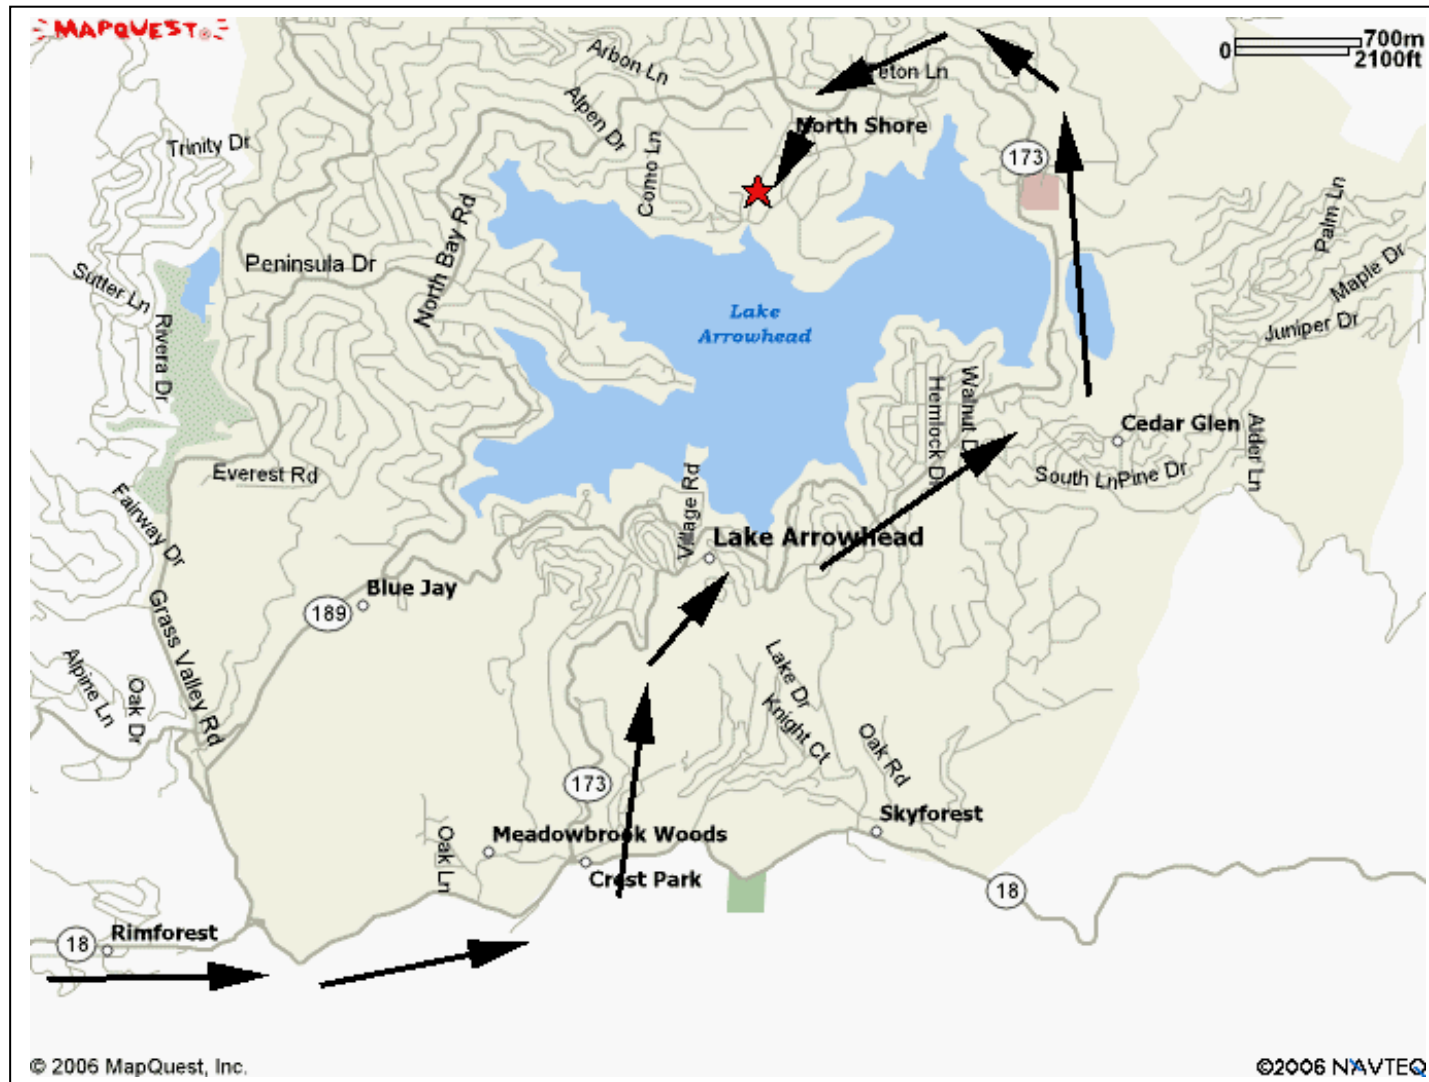 MAPQUEST
700m
0
2100ft
Arbon Ln
eton Ln
Alpen Dr
North Shore
Trinity Dr
Como Ln
173
Palm Ln
North Bay Rd
Peninsula Dr
Maple Dr
Sutter Ln
Lake
Arrowhead
Juniper Dr
Rivera Dr
Hemlock Dr
Walnut D
Cedar Glen
Alder Ln
Everest Rd
South Ln
Pine Dr
Village Rd
Fairway Dr
Lake Arrowhead
Blue Jay
189
Grass Valley Rd
Alpine Ln
Oak Dr
Lake Dr
Knight Ct
Oak Rd
173
Skyforest
Meadowbrook Woods
Oak Ln
Crest Park
18
Rimforest
18
© 2006 MapQuest, Inc.
©2006 NAVTEQ